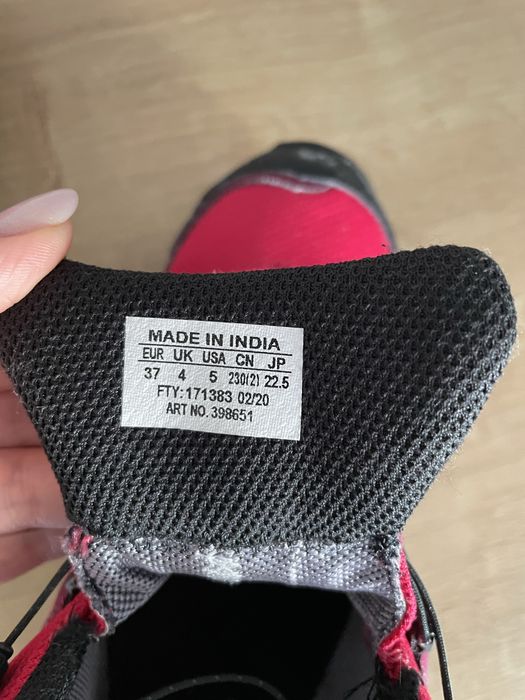 MADE IN INDIA
EUR UK USA CN JP
37 4 5 230(2) 22.5
FTY:171383 02/20
ART NO. 398651